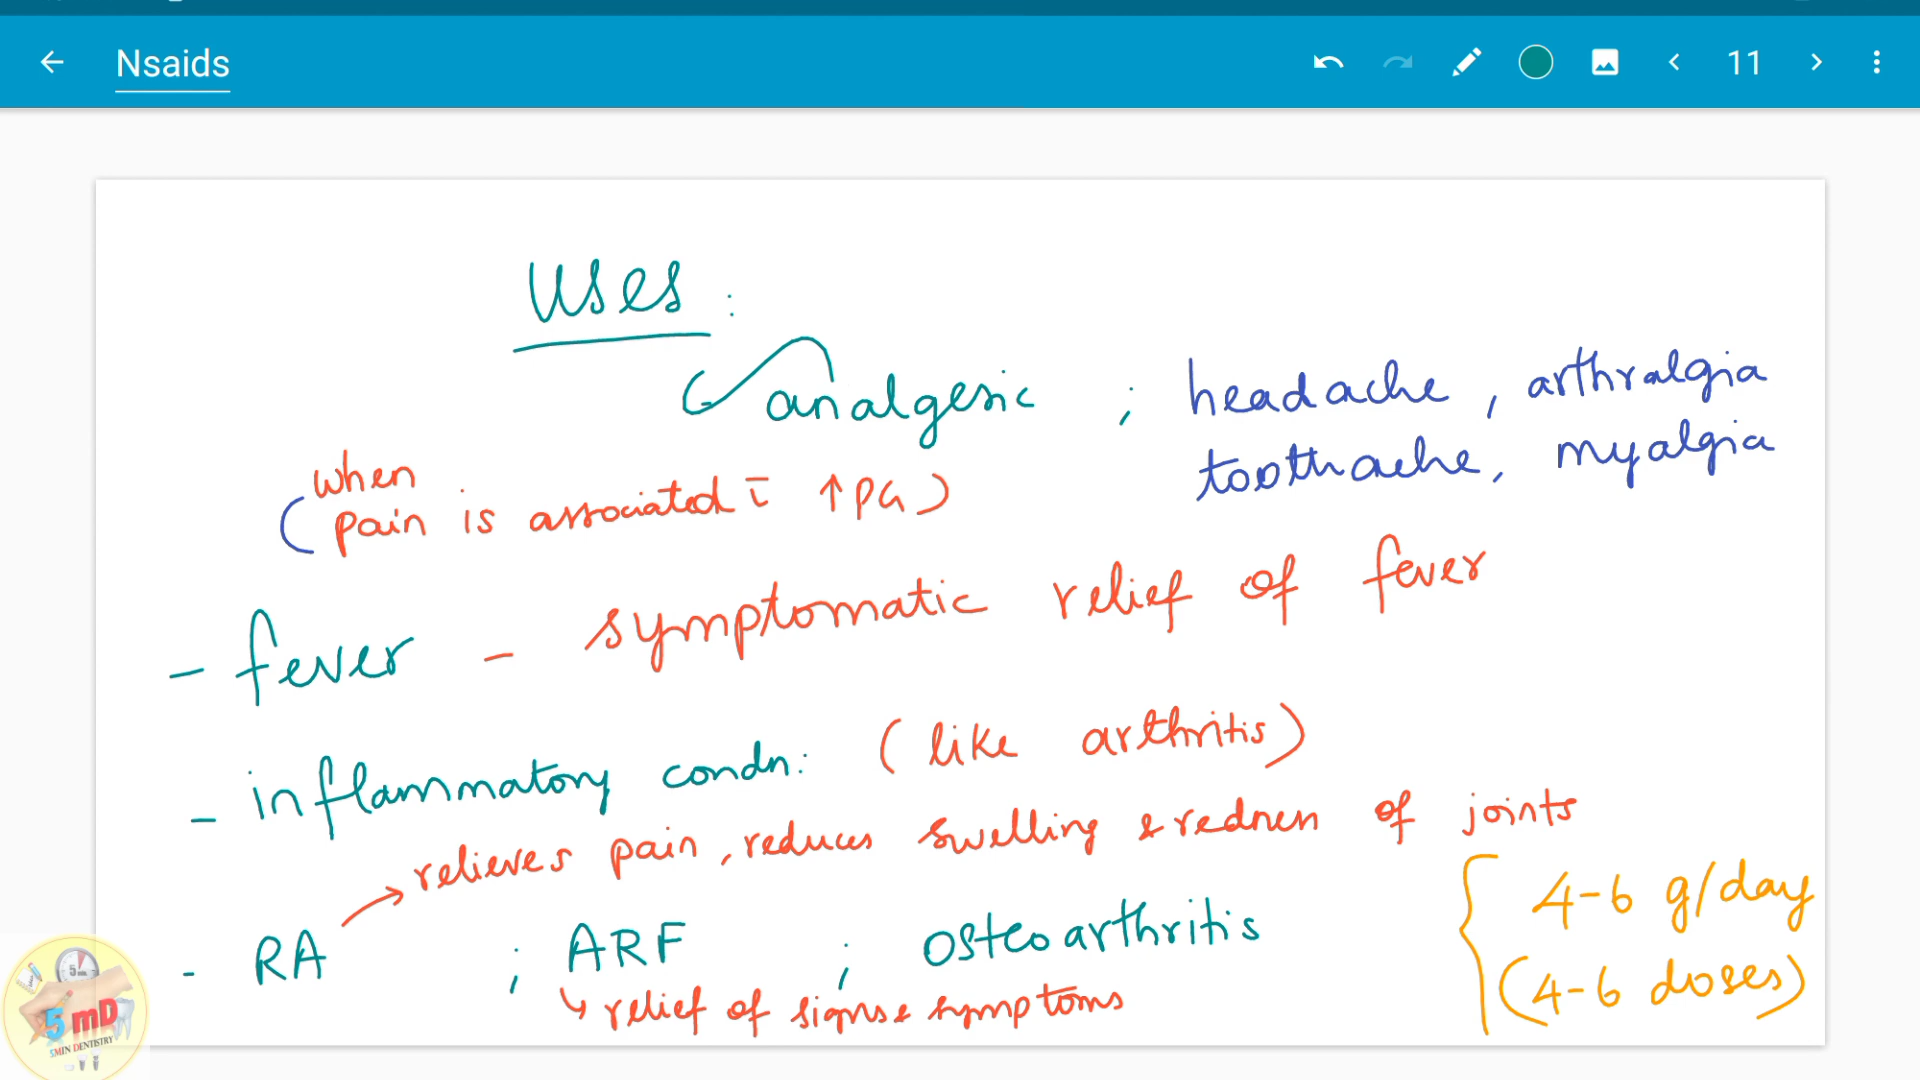 Nsaids
11
Uses :
analgesic ; headache, arthralgia
toothache, myalgia
(when
pain is associated c̄ ↑PG)
- fever - symptomatic relief of fever
- inflammatory condn: (like arthritis)
relieves pain, reduces swelling & redness of joints
- RA ; ARF ; Osteoarthritis
↳ relief of signs & symptoms
4-6 g/day
(4-6 doses)
5
5 mD
5MIN DENTISTRY